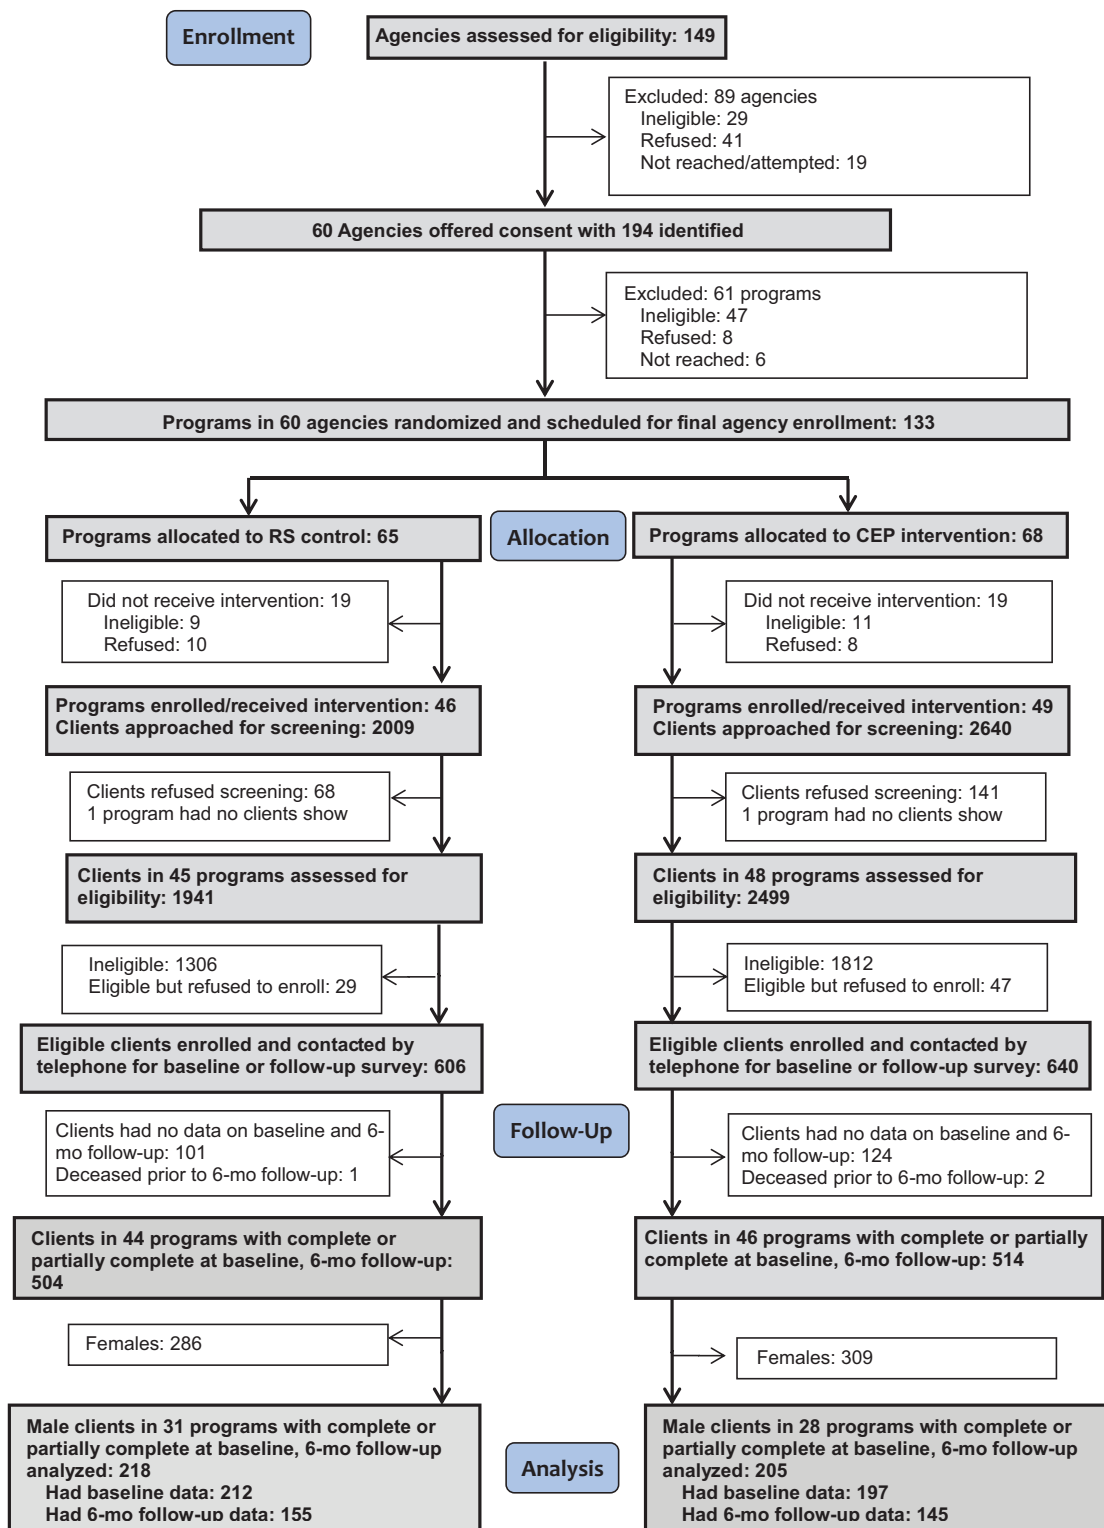 Enrollment
Agencies assessed for eligibility: 149
Excluded: 89 agencies
Ineligible: 29
Refused: 41
Not reached/attempted: 19
60 Agencies offered consent with 194 identified
Excluded: 61 programs
Ineligible: 47
Refused: 8
Not reached: 6
Programs in 60 agencies randomized and scheduled for final agency enrollment: 133
Allocation
Programs allocated to RS control: 65
Programs allocated to CEP intervention: 68
Did not receive intervention: 19
Ineligible: 9
Refused: 10
Did not receive intervention: 19
Ineligible: 11
Refused: 8
Programs enrolled/received intervention: 46
Clients approached for screening: 2009
Programs enrolled/received intervention: 49
Clients approached for screening: 2640
Clients refused screening: 68
1 program had no clients show
Clients refused screening: 141
1 program had no clients show
Clients in 45 programs assessed for
eligibility: 1941
Clients in 48 programs assessed for
eligibility: 2499
Ineligible: 1306
Eligible but refused to enroll: 29
Ineligible: 1812
Eligible but refused to enroll: 47
Eligible clients enrolled and contacted by
telephone for baseline or follow-up survey: 606
Eligible clients enrolled and contacted by
telephone for baseline or follow-up survey: 640
Follow-Up
Clients had no data on baseline and 6-
mo follow-up: 101
Deceased prior to 6-mo follow-up: 1
Clients had no data on baseline and 6-
mo follow-up: 124
Deceased prior to 6-mo follow-up: 2
Clients in 44 programs with complete or
partially complete at baseline, 6-mo follow-up:
504
Clients in 46 programs with complete or partially
complete at baseline, 6-mo follow-up: 514
Females: 286
Females: 309
Analysis
Male clients in 31 programs with complete or
partially complete at baseline, 6-mo follow-up
analyzed: 218
Had baseline data: 212
Had 6-mo follow-up data: 155
Male clients in 28 programs with complete or
partially complete at baseline, 6-mo follow-up
analyzed: 205
Had baseline data: 197
Had 6-mo follow-up data: 145